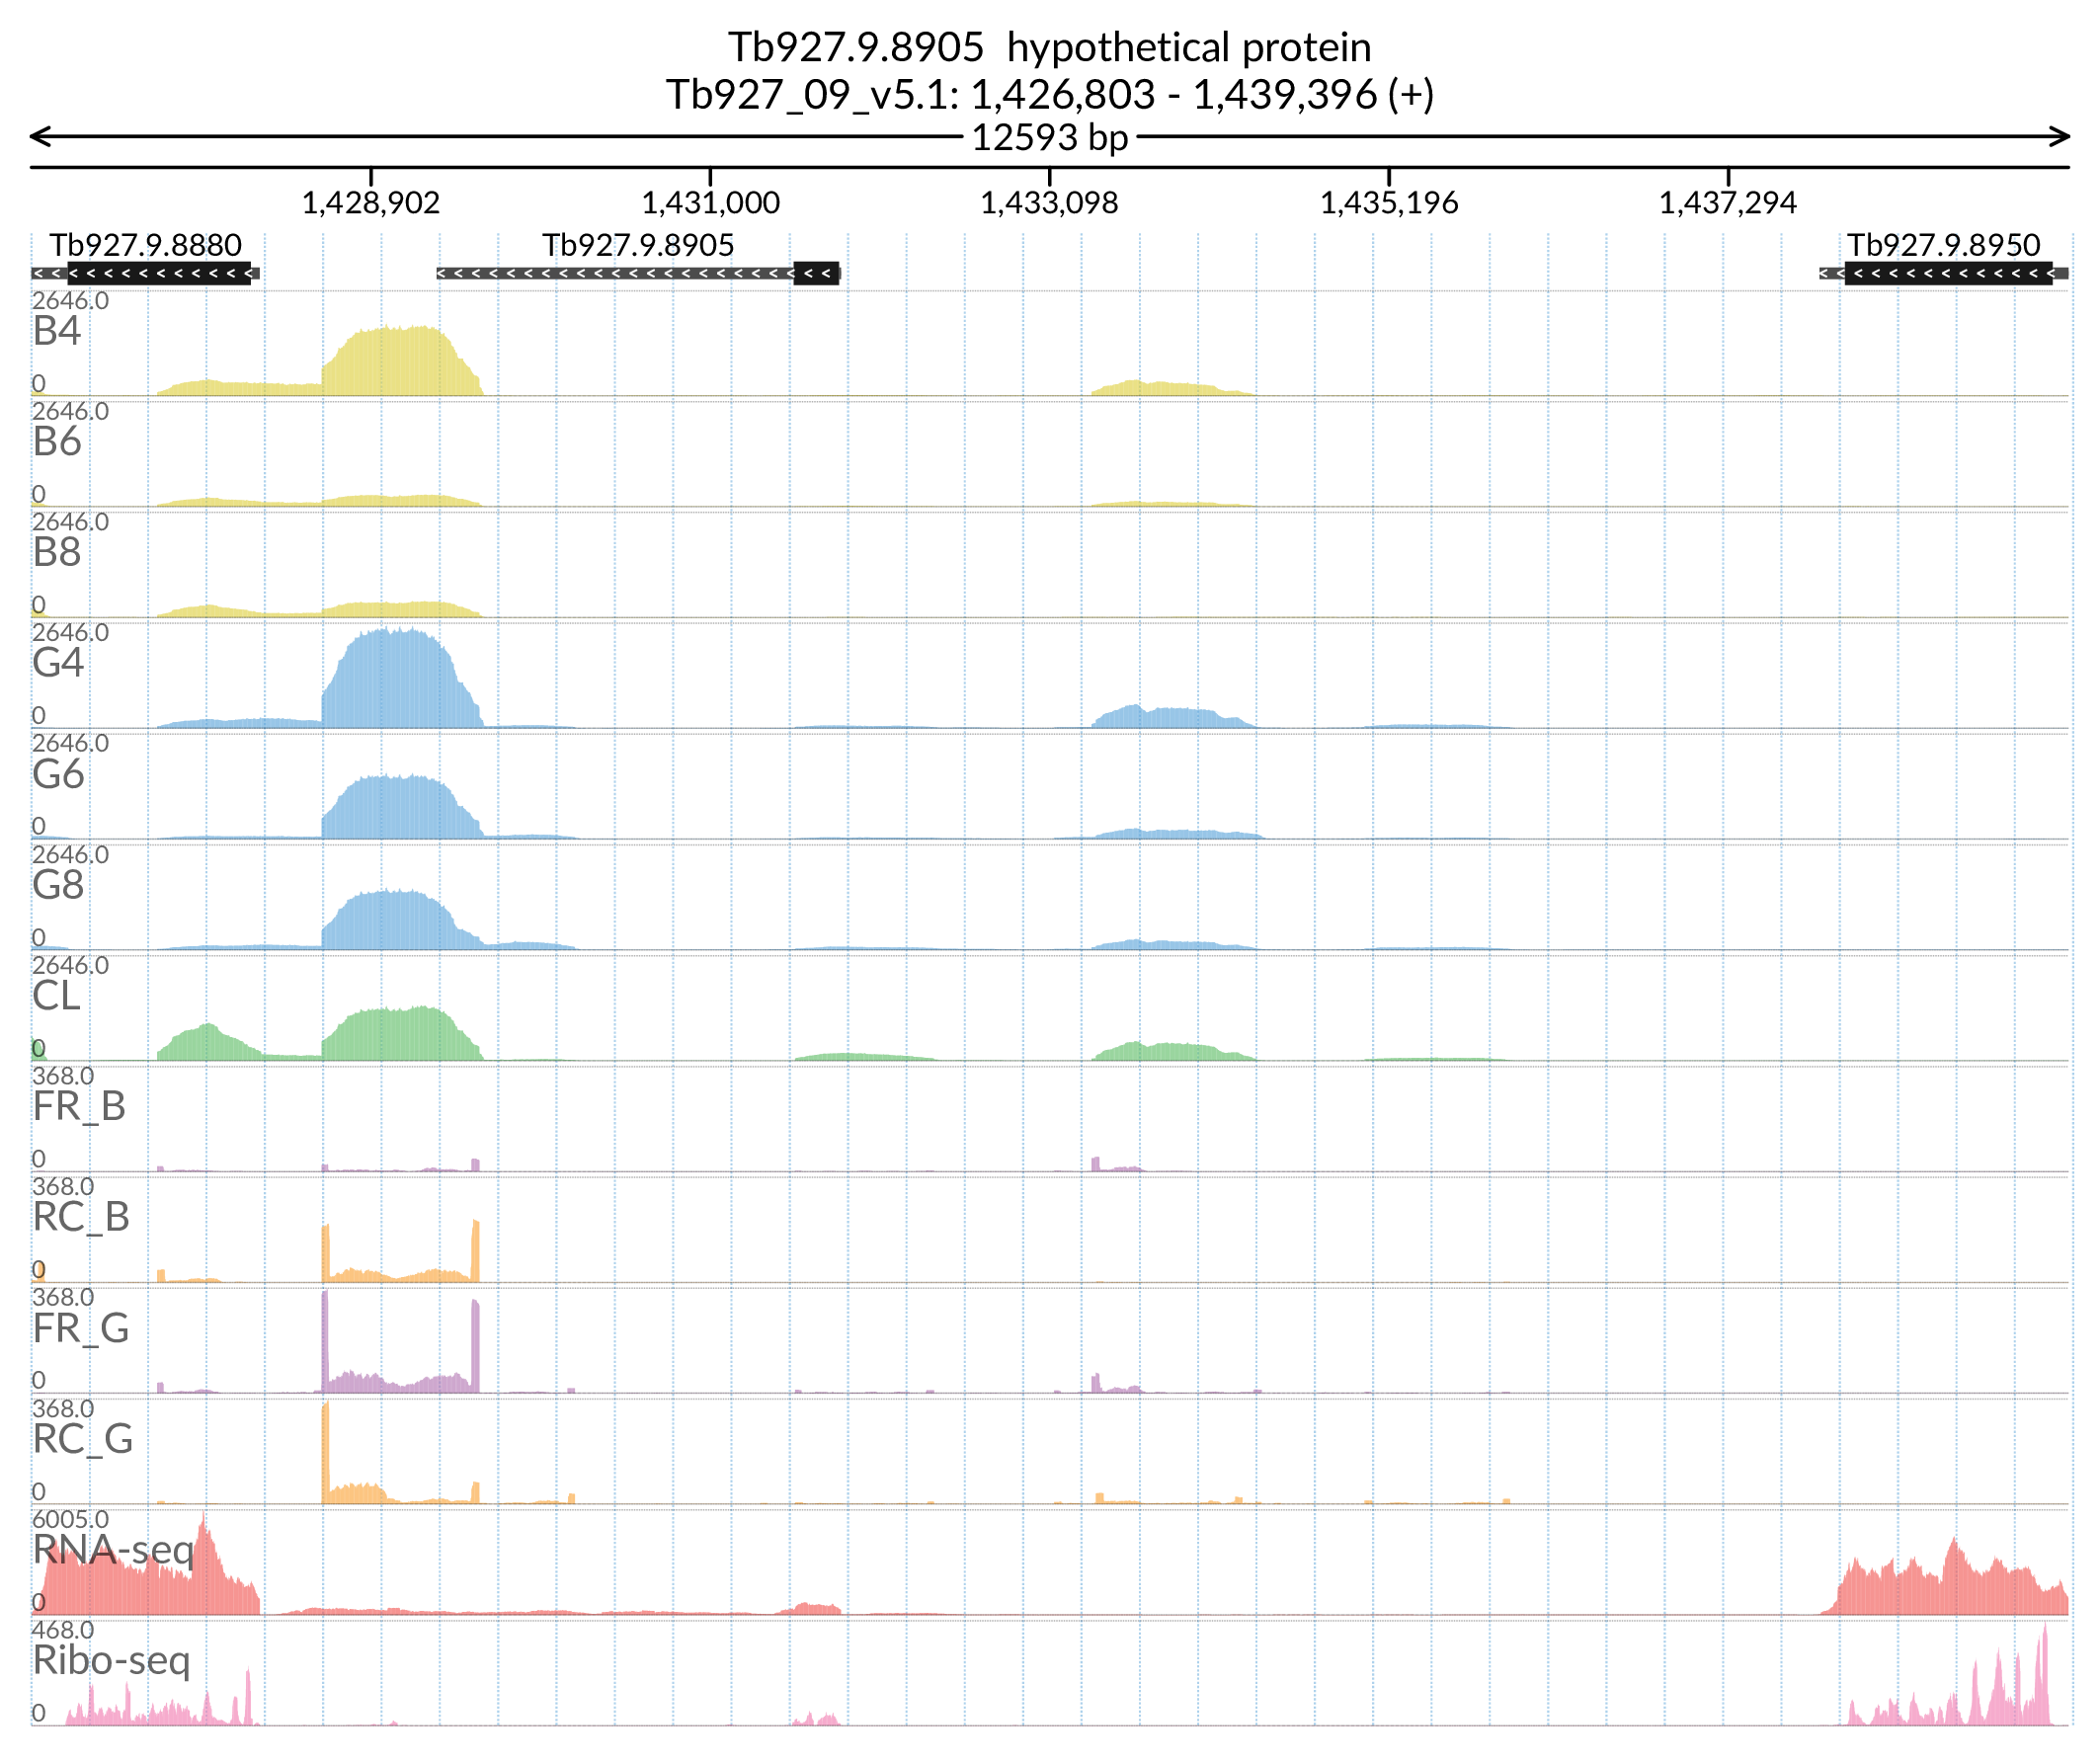 Tb927.9.8905 hypothetical protein
Tb927_09_v5.1: 1,426,803 - 1,439,396 (+)
12593 bp
1,428,902 1,431,000 1,433,098 1,435,196 1,437,294
Tb927.9.8880 Tb927.9.8905 Tb927.9.8950
2646.0
B4
0
2646.0
B6
0
2646.0
B8
0
2646.0
G4
0
2646.0
G6
0
2646.0
G8
0
2646.0
CL
0
368.0
FR_B
0
368.0
RC_B
0
368.0
FR_G
0
368.0
RC_G
0
6005.0
RNA-seq
0
468.0
Ribo-seq
0